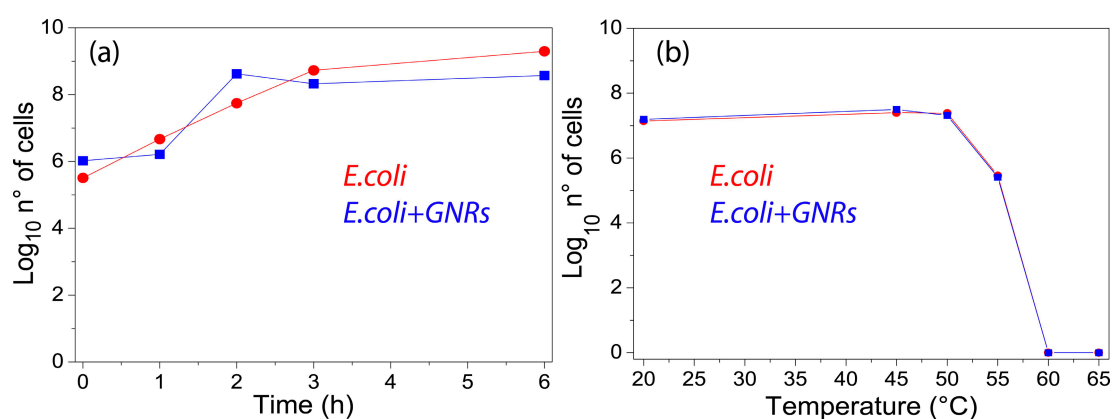 (a)
Log₁₀ n° of cells
10
8
6
4
2
0
E.coli
E.coli+GNRs
0 1 2 3 4 5 6
Time (h)
(b)
Log₁₀ n° of cells
10
8
6
4
2
0
E.coli
E.coli+GNRs
20 25 30 35 40 45 50 55 60 65
Temperature (°C)